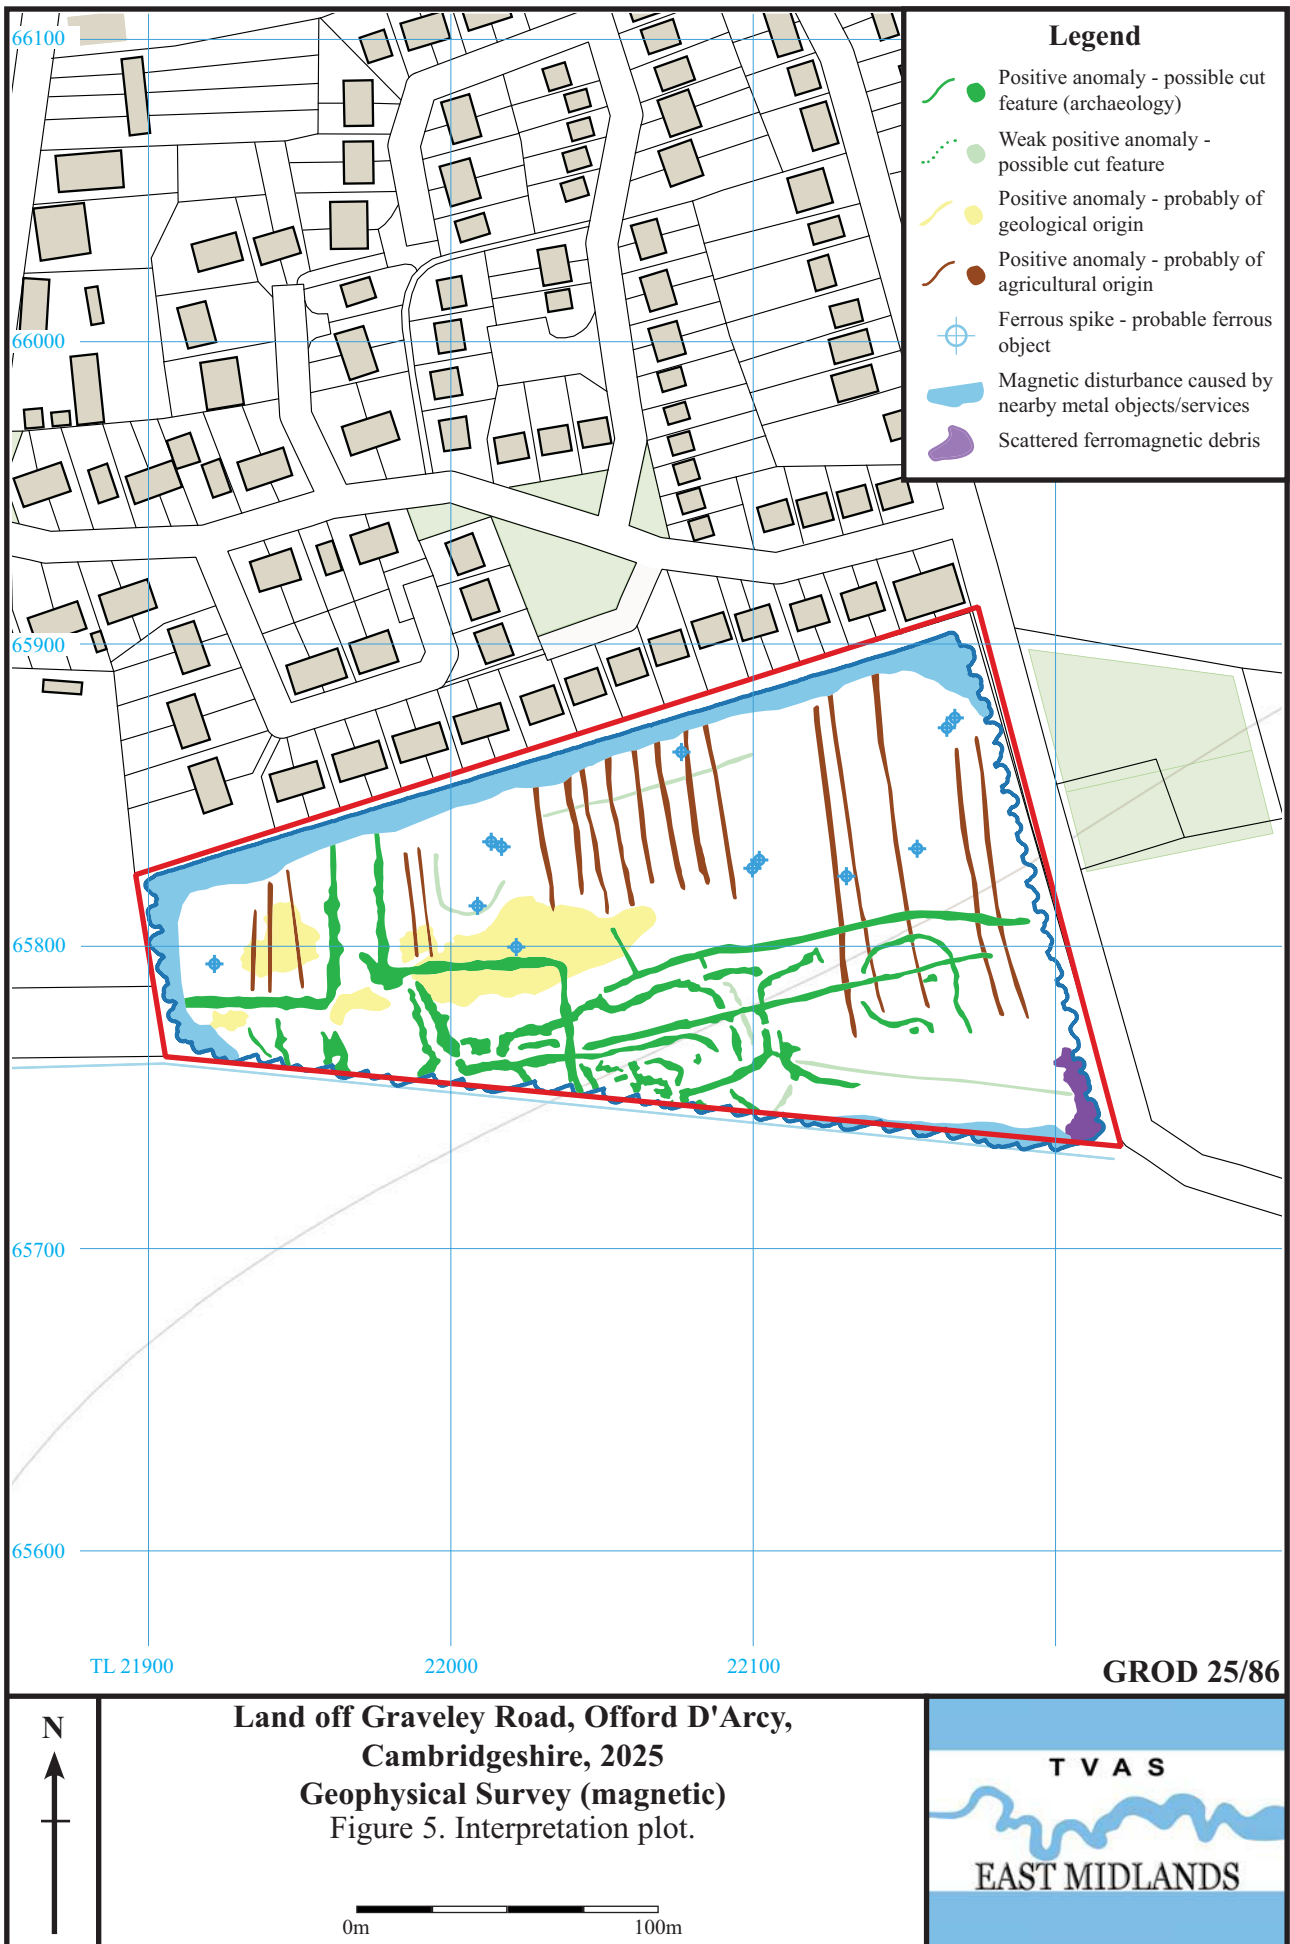 66100
66000
65900
65800
65700
65600
TL 21900
22000
22100
Legend
Positive anomaly - possible cut
feature (archaeology)
Weak positive anomaly -
possible cut feature
Positive anomaly - probably of
geological origin
Positive anomaly - probably of
agricultural origin
Ferrous spike - probable ferrous
object
Magnetic disturbance caused by
nearby metal objects/services
Scattered ferromagnetic debris
GROD 25/86
N
Land off Graveley Road, Offord D'Arcy,
Cambridgeshire, 2025
Geophysical Survey (magnetic)
Figure 5. Interpretation plot.
0m
100m
TVAS
EAST MIDLANDS